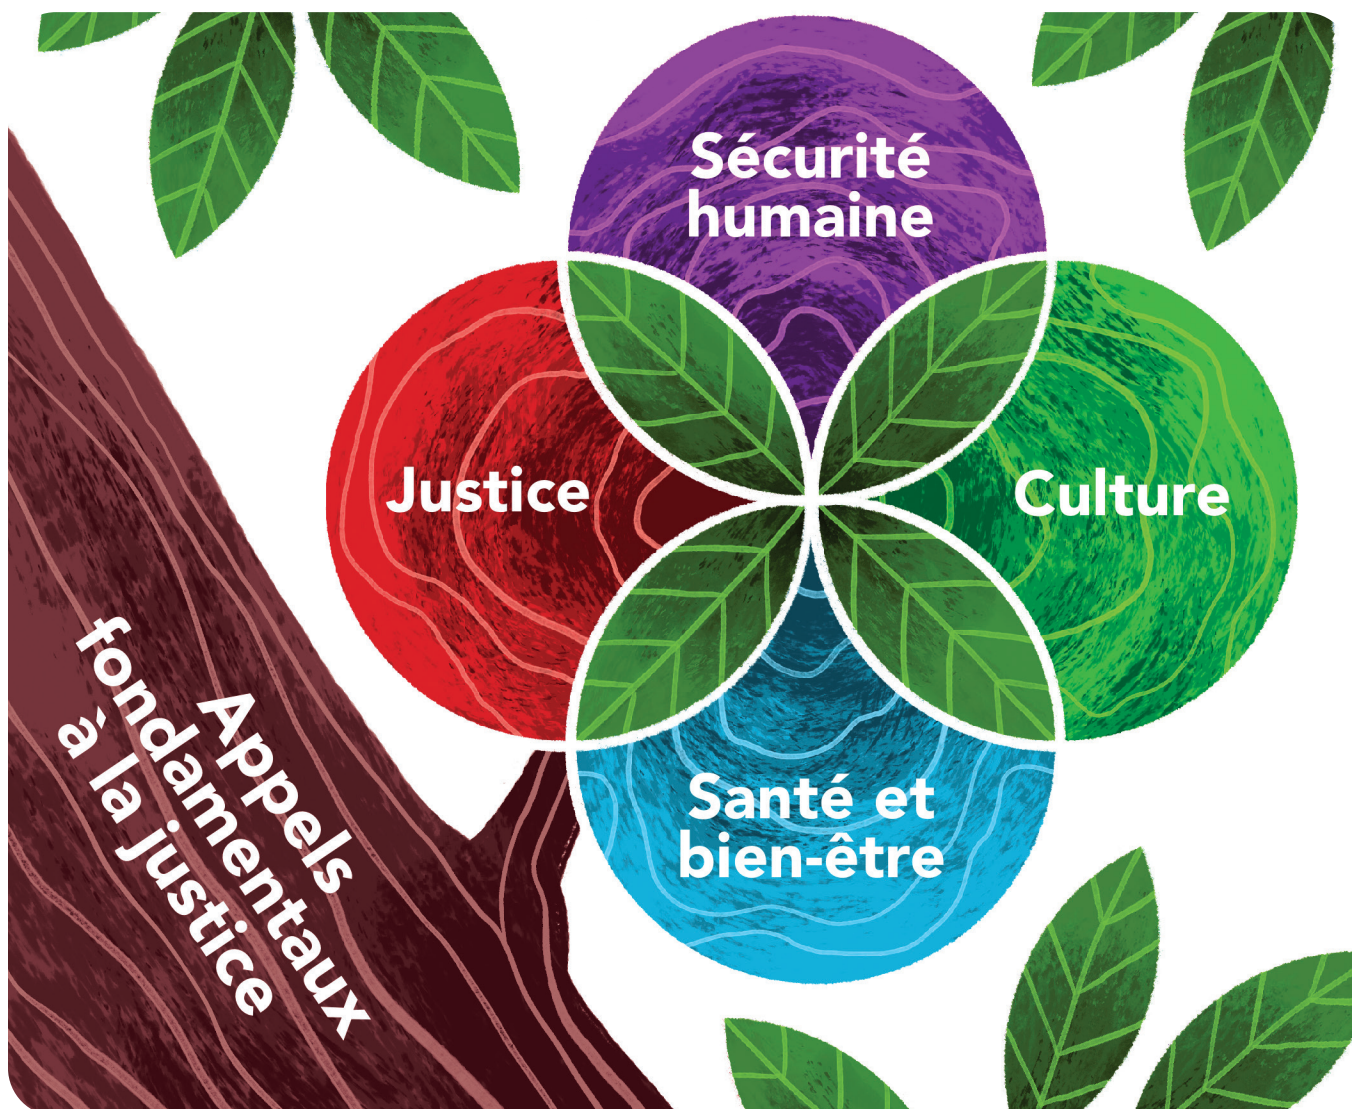 Sécurité
humaine
Justice
Culture
Santé et
bien-être
Appels
fondamentaux
à la justice